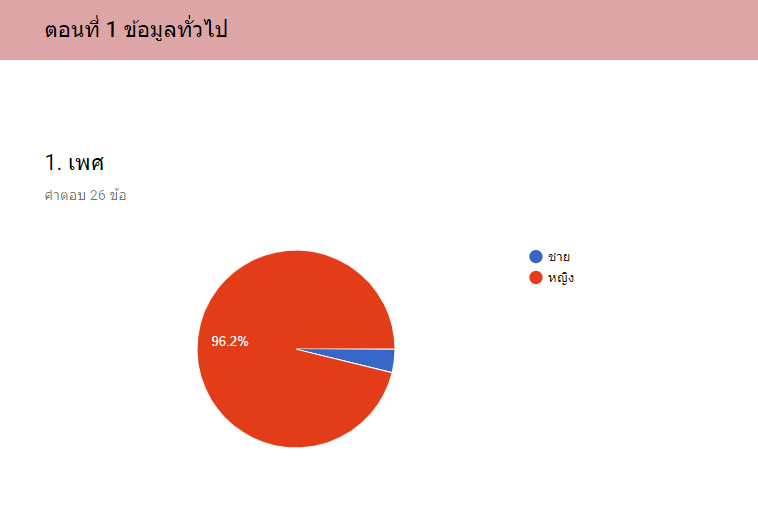 ตอนที่ 1 ข้อมูลทั่วไป
1. เพศ
คำตอบ 26 ข้อ
ชาย
หญิง
96.2%